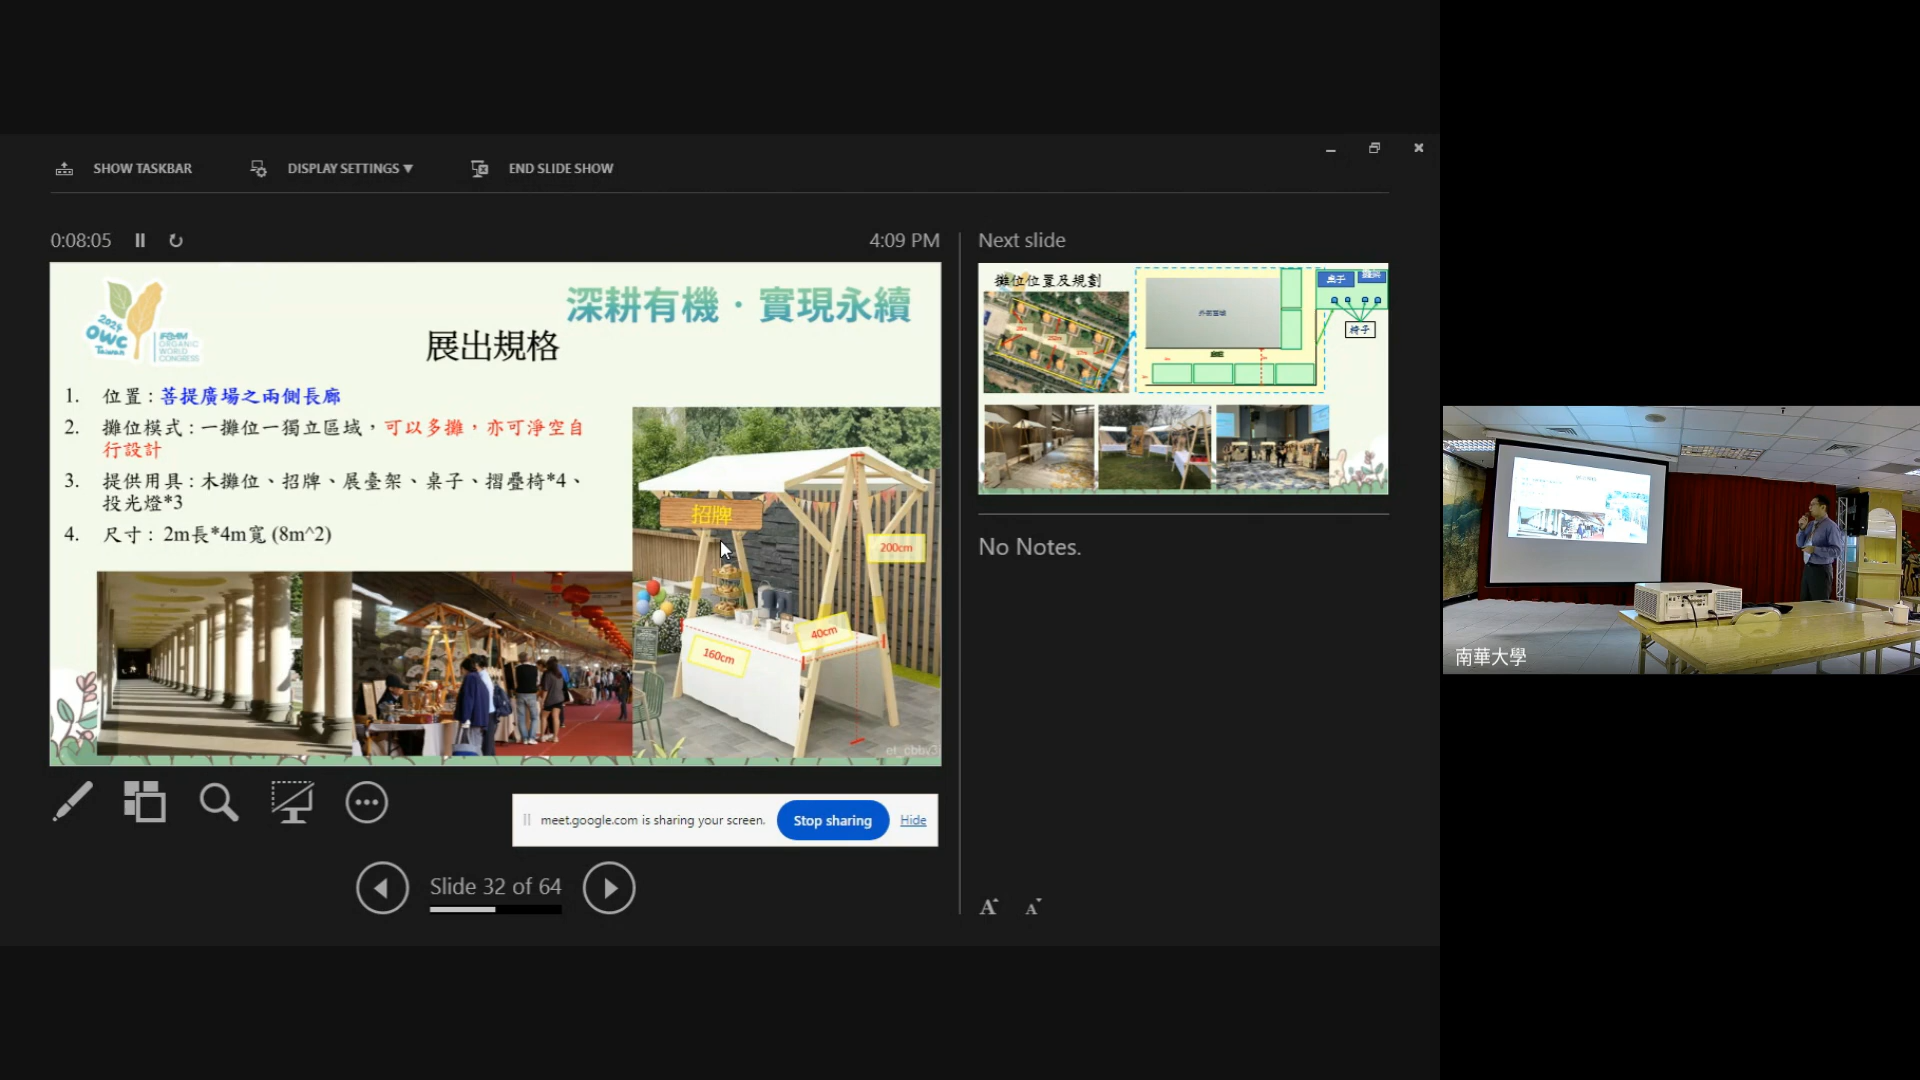 SHOW TASKBAR
DISPLAY SETTINGS ▼
END SLIDE SHOW
0:08:05
4:09 PM
Next slide
2024
OWC
Taiwan
IFOAM
ORGANIC
WORLD
CONGRESS
深耕有機・實現永續
展出規格
1. 位置：菩提廣場之兩側長廊
2. 攤位模式：一攤位一獨立區域，可以多攤，亦可淨空自
行設計
3. 提供用具：木攤位、招牌、展臺架、桌子、摺疊椅*4、
投光燈*3
4. 尺寸：2m長*4m寬 (8m^2)
招牌
200cm
40cm
160cm
攤位位置及規劃
桌子
椅子
No Notes.
meet.google.com is sharing your screen.
Stop sharing
Hide
Slide 32 of 64
A A
南華大學